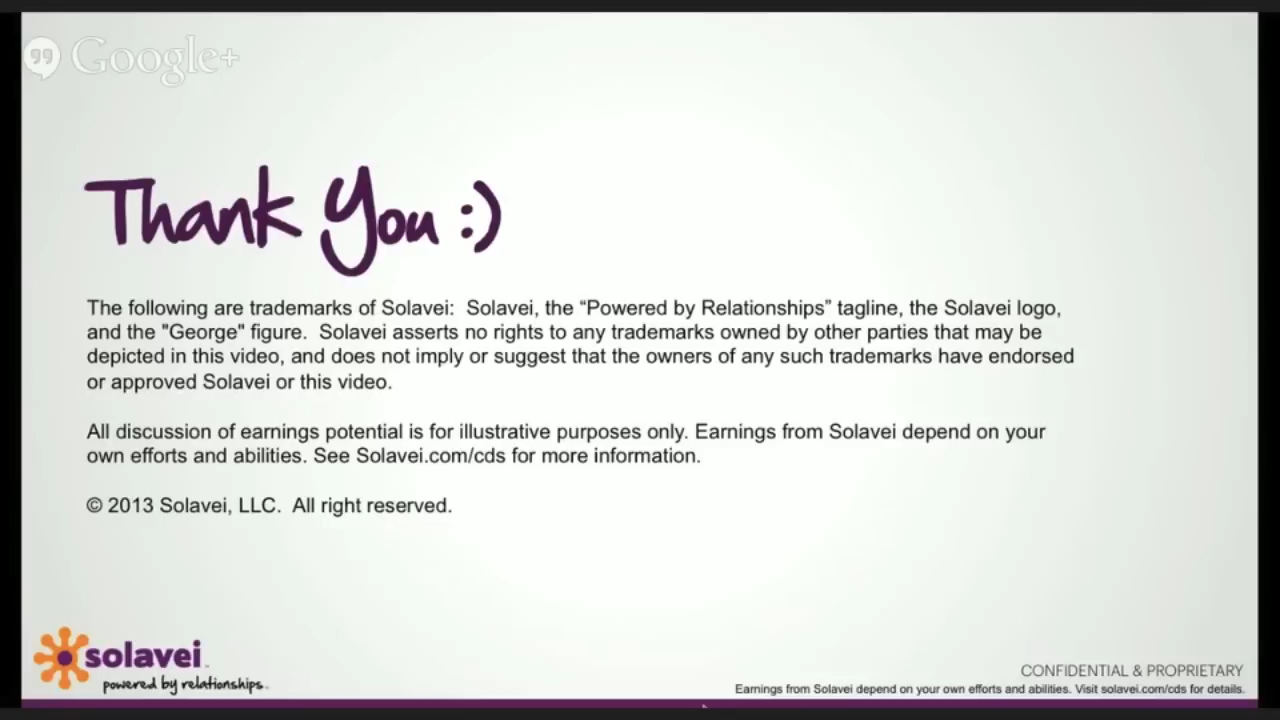 Google+
Thank You :)
The following are trademarks of Solavei:  Solavei, the “Powered by Relationships” tagline, the Solavei logo,
and the "George" figure.  Solavei asserts no rights to any trademarks owned by other parties that may be
depicted in this video, and does not imply or suggest that the owners of any such trademarks have endorsed
or approved Solavei or this video.
All discussion of earnings potential is for illustrative purposes only. Earnings from Solavei depend on your
own efforts and abilities. See Solavei.com/cds for more information.
© 2013 Solavei, LLC.  All right reserved.
solavei
powered by relationships
CONFIDENTIAL & PROPRIETARY
Earnings from Solavei depend on your own efforts and abilities. Visit solavei.com/cds for details.